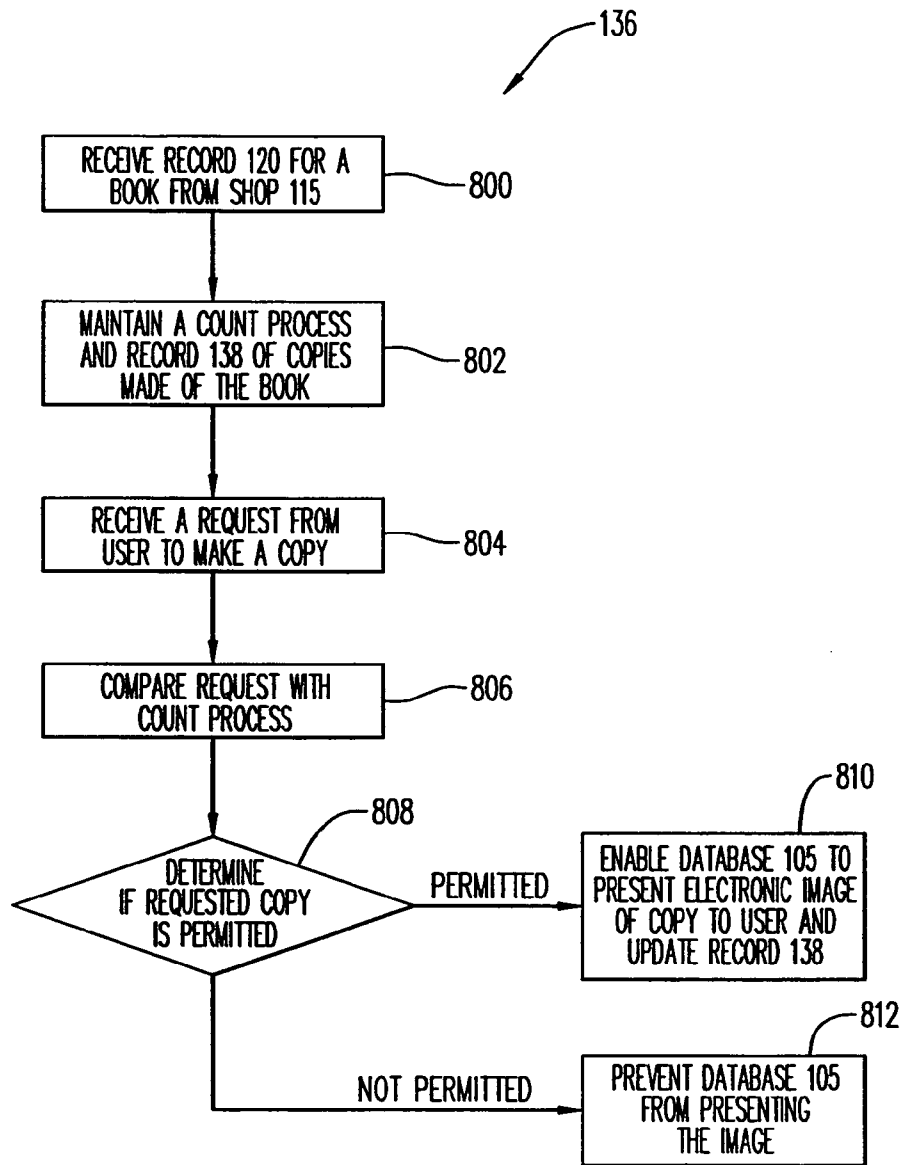 136
RECEIVE RECORD 120 FOR A
BOOK FROM SHOP 115
800
MAINTAIN A COUNT PROCESS
AND RECORD 138 OF COPIES
MADE OF THE BOOK
802
RECEIVE A REQUEST FROM
USER TO MAKE A COPY
804
COMPARE REQUEST WITH
COUNT PROCESS
806
808
DETERMINE
IF REQUESTED COPY
IS PERMITTED
PERMITTED
810
ENABLE DATABASE 105 TO
PRESENT ELECTRONIC IMAGE
OF COPY TO USER AND
UPDATE RECORD 138
NOT PERMITTED
812
PREVENT DATABASE 105
FROM PRESENTING
THE IMAGE